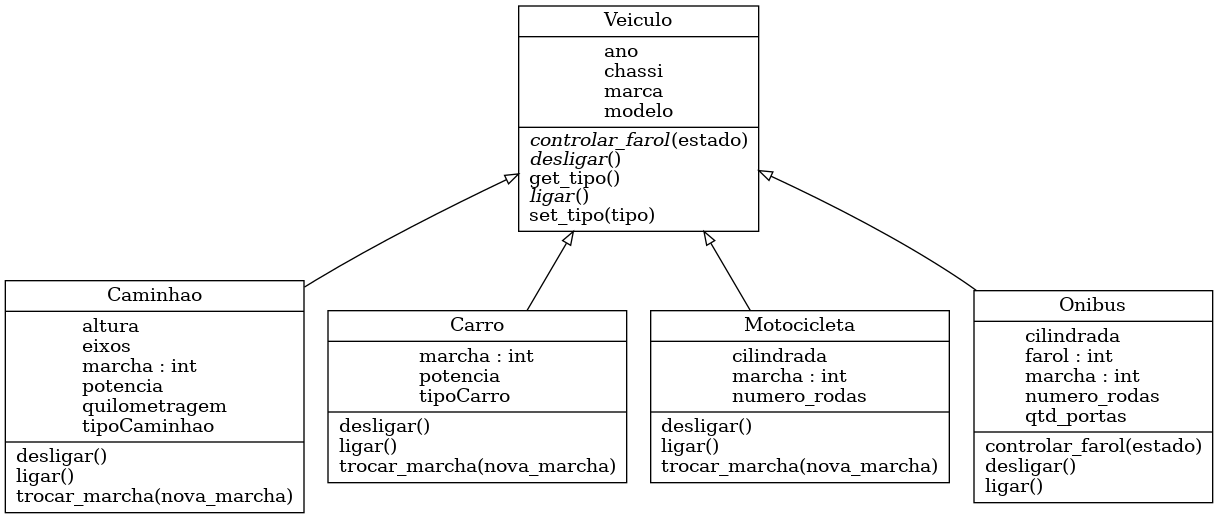 Veiculo
ano
chassi
marca
modelo
controlar_farol(estado)
desligar()
get_tipo()
ligar()
set_tipo(tipo)
Caminhao
altura
eixos
marcha : int
potencia
quilometragem
tipoCaminhao
desligar()
ligar()
trocar_marcha(nova_marcha)
Carro
marcha : int
potencia
tipoCarro
desligar()
ligar()
trocar_marcha(nova_marcha)
Motocicleta
cilindrada
marcha : int
numero_rodas
desligar()
ligar()
trocar_marcha(nova_marcha)
Onibus
cilindrada
farol : int
marcha : int
numero_rodas
qtd_portas
controlar_farol(estado)
desligar()
ligar()